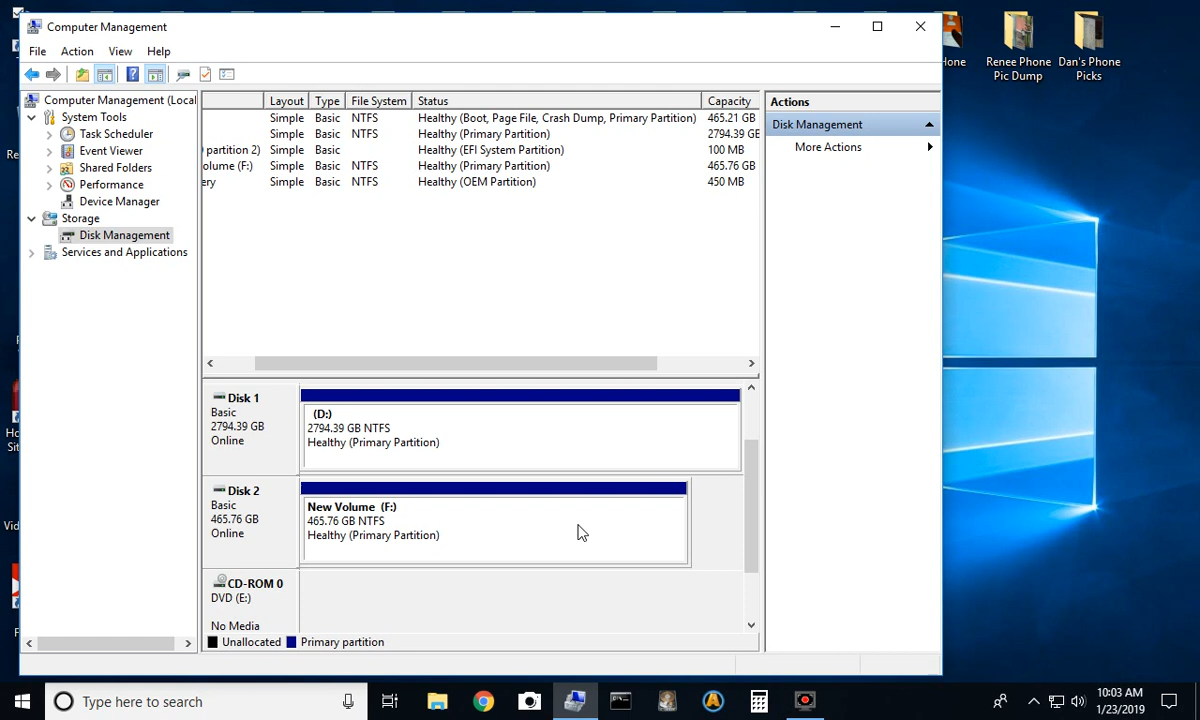 Computer Management
File Action View Help
Computer Management (Local
System Tools
Task Scheduler
Event Viewer
Shared Folders
Performance
Device Manager
Storage
Disk Management
Services and Applications
Layout Type File System Status Capacity
Simple Basic NTFS Healthy (Boot, Page File, Crash Dump, Primary Partition) 465.21 GB
Simple Basic NTFS Healthy (Primary Partition) 2794.39 GB
partition 2) Simple Basic Healthy (EFI System Partition) 100 MB
olume (F:) Simple Basic NTFS Healthy (Primary Partition) 465.76 GB
ery Simple Basic NTFS Healthy (OEM Partition) 450 MB
Disk 1
Basic
2794.39 GB
Online
(D:)
2794.39 GB NTFS
Healthy (Primary Partition)
Disk 2
Basic
465.76 GB
Online
New Volume (F:)
465.76 GB NTFS
Healthy (Primary Partition)
CD-ROM 0
DVD (E:)
No Media
Unallocated Primary partition
Actions
Disk Management
More Actions
Renee Phone
Pic Dump
Dan's Phone
Picks
Type here to search
10:03 AM
1/23/2019